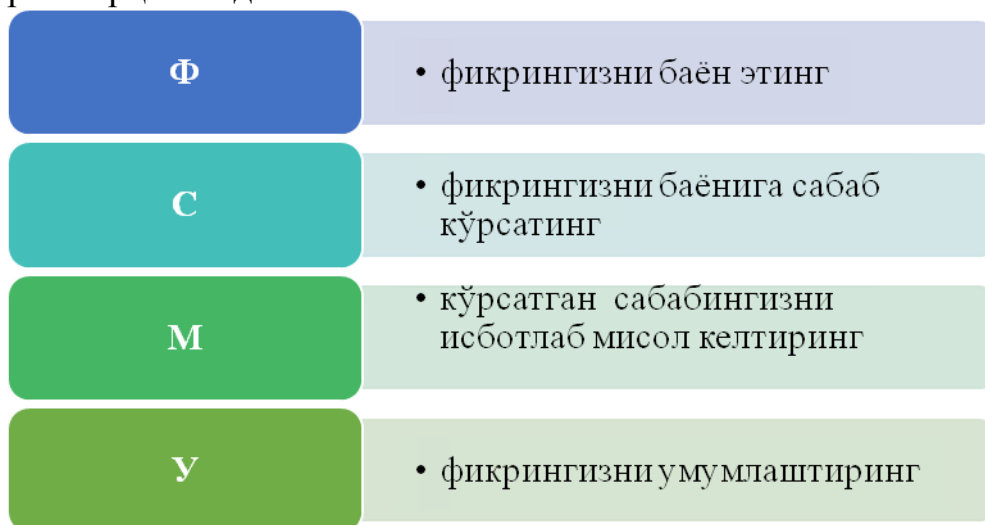 Ф
• фикрингизни баён этинг
С
• фикрингизни баёнига сабаб
кўрсатинг
М
• кўрсатган сабабингизни
исботлаб мисол келтиринг
У
• фикрингизни умумлаштиринг